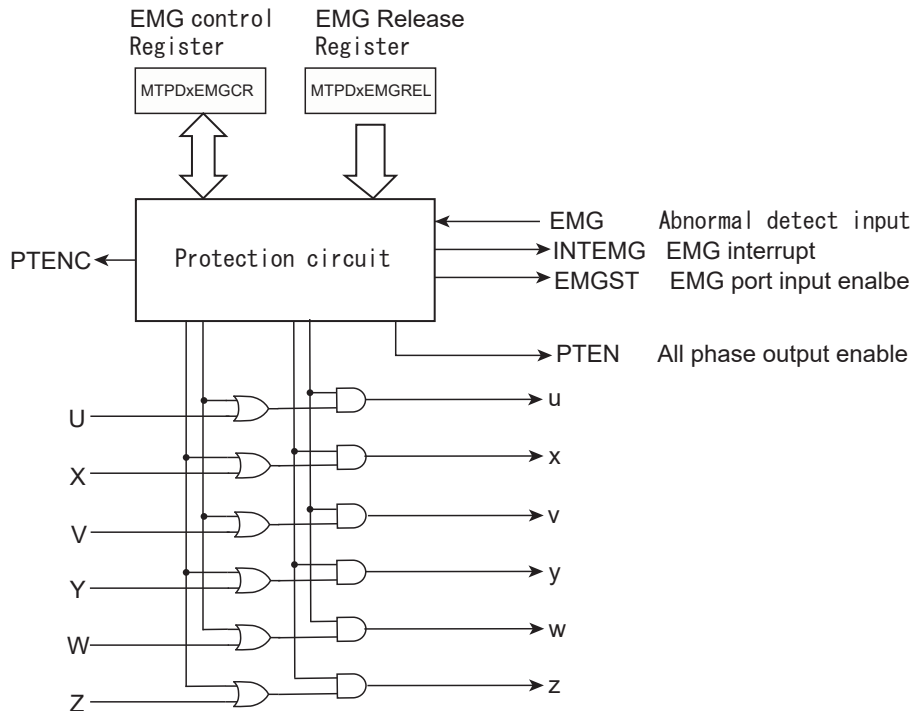 EMG control
Register
EMG Release
Register
MTPDxEMGCR
MTPDxEMGREL
EMG Abnormal detect input
PTENC
Protection circuit
INTEMG EMG interrupt
EMGST EMG port input enalbe
PTEN All phase output enable
U
u
X
x
V
v
Y
y
W
w
Z
z